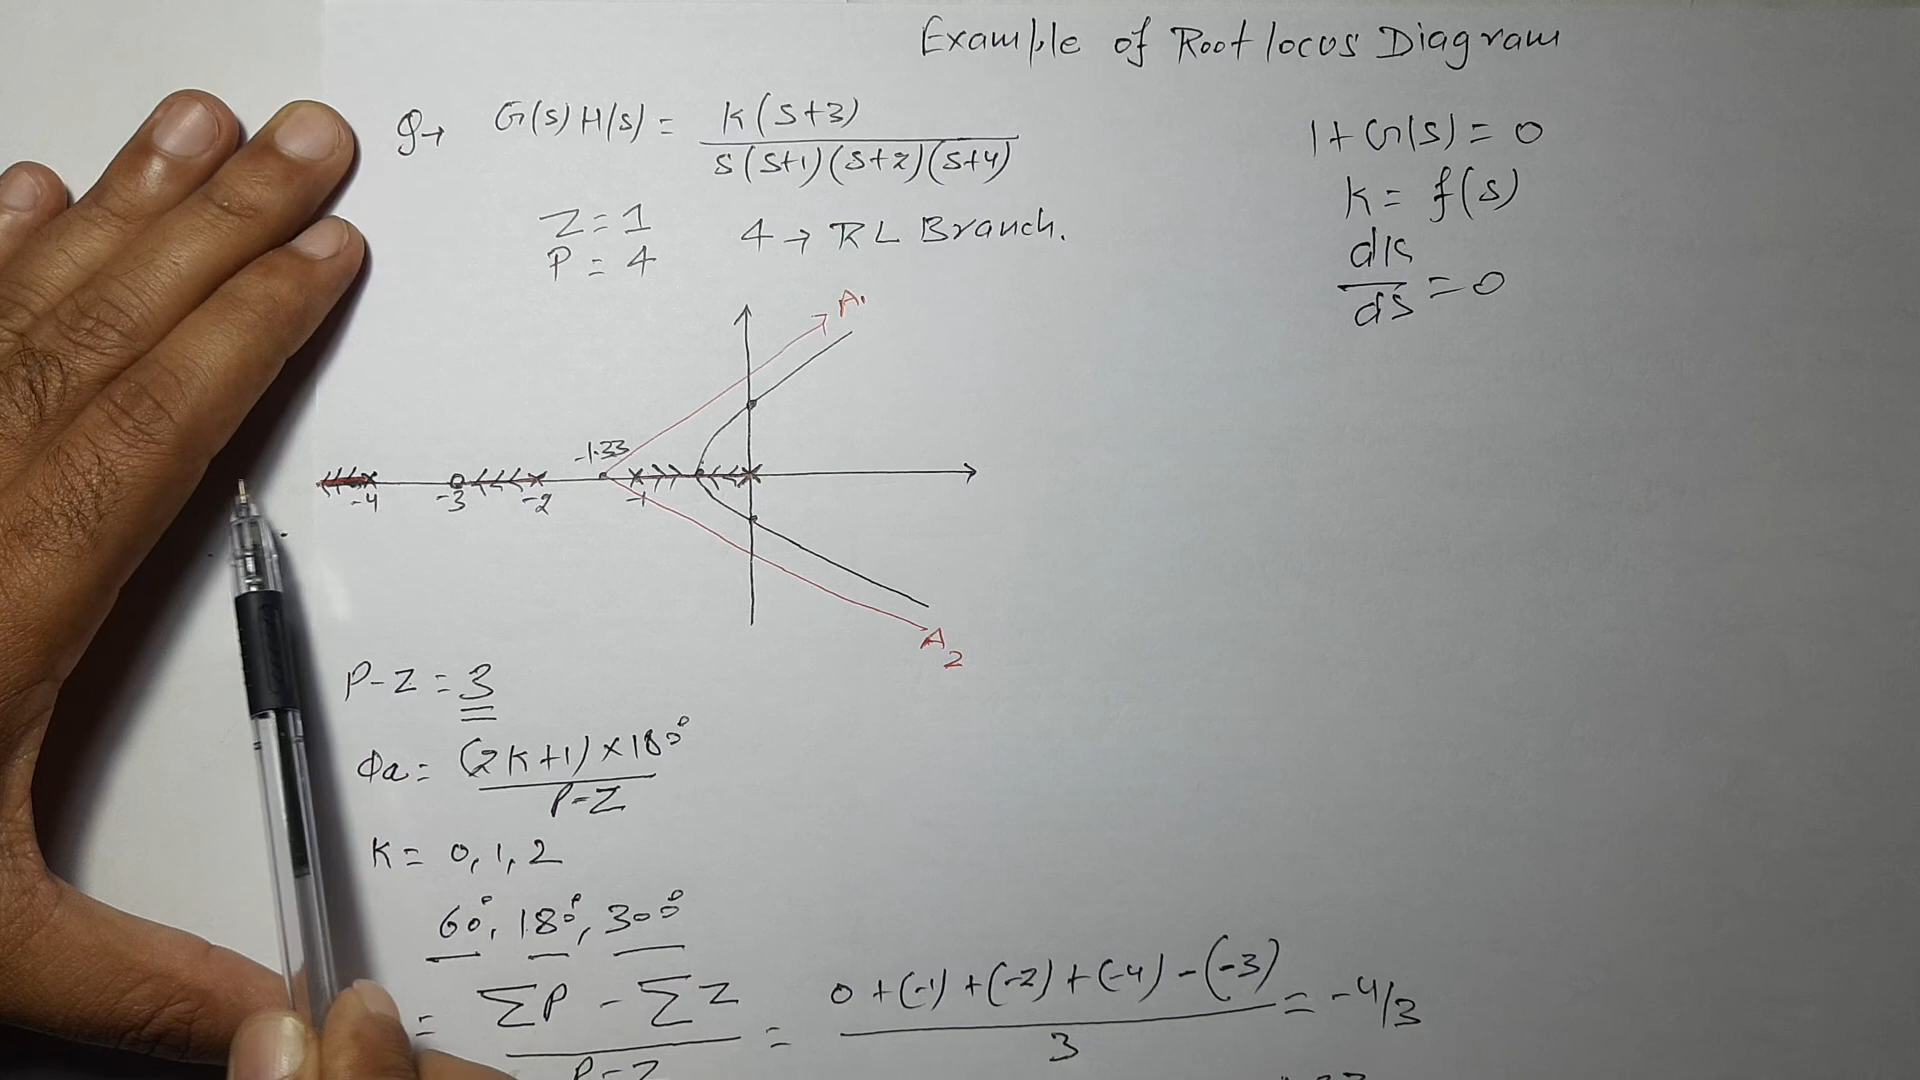 Example of Root locus Diagram
Q→ G(s) H(s) = K(s+3)
s(s+1)(s+2)(s+4)
Z = 1
P = 4
4 → RL Branch.
1 + G(s) = 0
K = f(s)
dK
ds = 0
A1
-1.33
-4 -3 -2 -1
A2
P-Z = 3
Φa = (2K+1) × 180°
P-Z
K = 0, 1, 2
60°, 180°, 300°
= ΣP - ΣZ = 0 + (-1) + (-2) + (-4) - (-3) = -4/3
P-Z 3